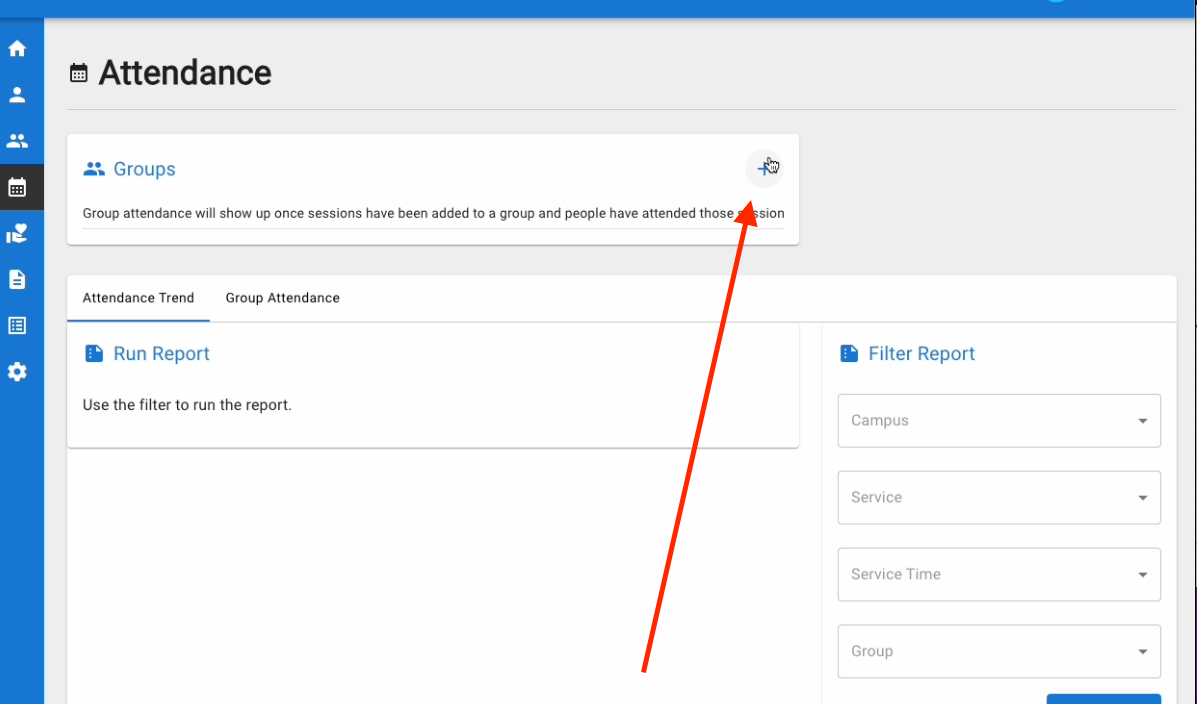 Attendance
Groups
Group attendance will show up once sessions have been added to a group and people have attended those session
Attendance Trend
Group Attendance
Run Report
Use the filter to run the report.
Filter Report
Campus
Service
Service Time
Group